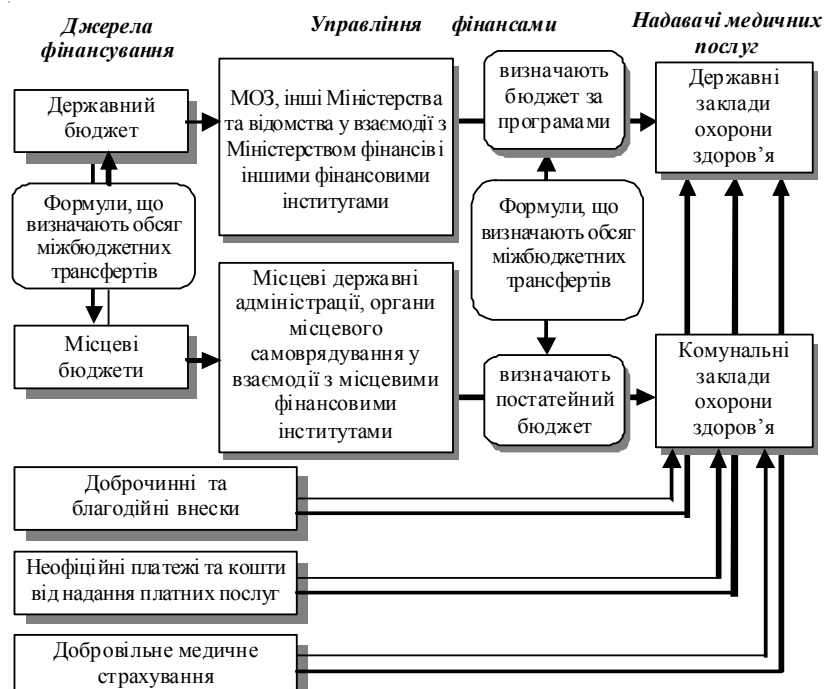 Джерела
фінансування
Управління фінансами
Надавачі медичних
послуг
Державний
бюджет
МОЗ, інші Міністерства
та відомства у взаємодії з
Міністерством фінансів і
іншими фінансовими
інститутами
визначають
бюджет за
програмами
Державні
заклади
охорони
здоров’я
Формули, що
визначають обсяг
міжбюджетних
трансфертів
Формули, що
визначають обсяг
міжбюджетних
трансфертів
Місцеві
бюджети
Місцеві державні
адміністрації, органи
місцевого
самоврядування у
взаємодії з місцевими
фінансовими
інститутами
визначають
постатейний
бюджет
Комунальні
заклади
охорони
здоров’я
Доброчинні та
благодійні внески
Неофіційні платежі та кошти
від надання платних послуг
Добровільне медичне
страхування